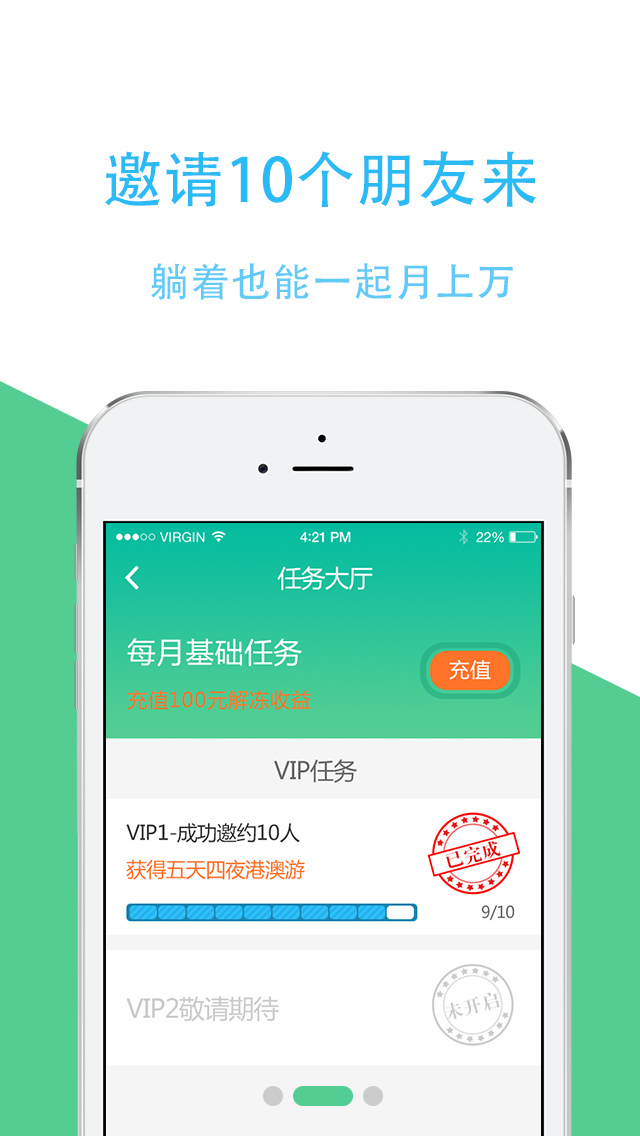 邀请10个朋友来
躺着也能一起月上万
VIRGIN 4:21 PM 22%
任务大厅
每月基础任务
充值
充值100元解冻收益
VIP任务
VIP1-成功邀约10人
已完成
获得五天四夜港澳游
9/10
VIP2敬请期待
未开启